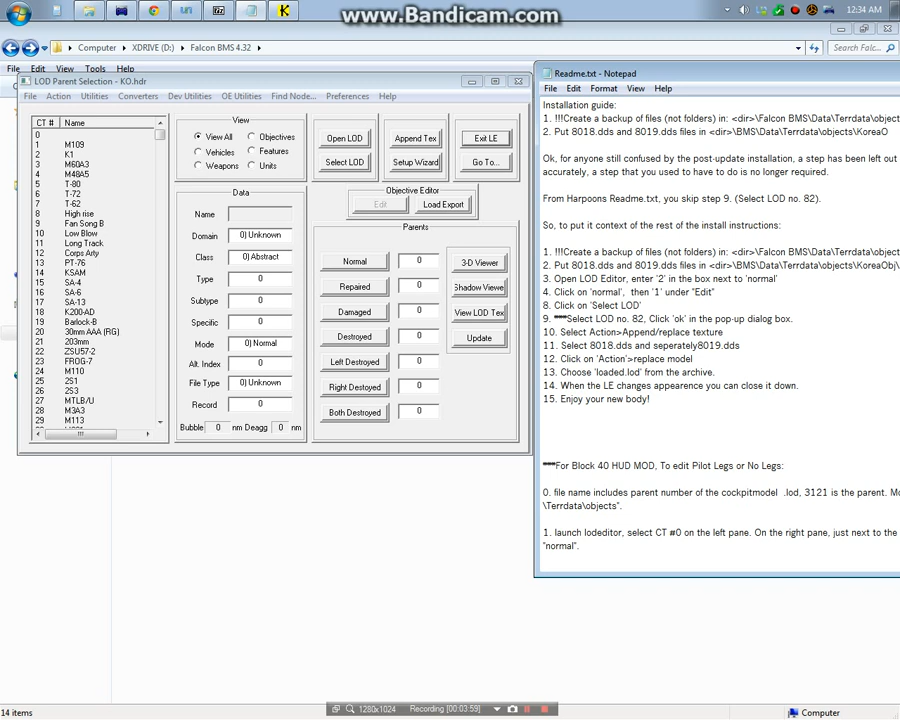 www.Bandicam.com
12:34 AM
Computer
XDRIVE (D:)
Falcon BMS 4.32
Search Falc...
File Edit View Tools Help
LOD Parent Selection - KO.hdr
File Action Utilities Converters Dev Utilities OE Utilities Find Node... Preferences Help
CT # Name
0
1 M109
2 K1
3 M60A3
4 M48A5
5 T-80
6 T-72
7 T-62
8 High rise
9 Fan Song B
10 Low Blow
11 Long Track
12 Corps Arty
13 PT-76
14 KSAM
15 SA-4
16 SA-6
17 SA-13
18 K200-AD
19 Barlock-B
20 30mm AAA (RG)
21 203mm
22 ZSU57-2
23 FROG-7
24 M110
25 2S1
26 2S3
27 MTLB/U
28 M3A3
29 M113
View
View All Objectives
Vehicles Features
Weapons Units
Data
Name
Domain 0) Unknown
Class 0) Abstract
Type 0
Subtype 0
Specific 0
Mode 0) Normal
Alt. Index 0
File Type 0) Unknown
Record 0
Bubble 0 nm Deagg 0 nm
Open LOD Append Tex Exit LE
Select LOD Setup Wizard Go To...
Objective Editor
Edit Load Export
Parents
Normal 0
Repaired 0
Damaged 0
Destroyed 0
Left Destroyed 0
Right Destroyed 0
Both Destroyed 0
3-D Viewer
Shadow Viewe
View LOD Tex
Update
Readme.txt - Notepad
File Edit Format View Help
Installation guide:
1. !!!Create a backup of files (not folders) in: <dir>\Falcon BMS\Data\Terrdata\object
2. Put 8018.dds and 8019.dds files in <dir>\BMS\Data\Terrdata\objects\KoreaO
Ok, for anyone still confused by the post-update installation, a step has been left out
accurately, a step that you used to have to do is no longer required.
From Harpoons Readme.txt, you skip step 9. (Select LOD no. 82).
So, to put it context of the rest of the install instructions:
1. !!!Create a backup of files (not folders) in: <dir>\Falcon BMS\Data\Terrdata\object
2. Put 8018.dds and 8019.dds files in <dir>\BMS\Data\Terrdata\objects\KoreaObj\
3. Open LOD Editor, enter '2' in the box next to 'normal'
4. Click on 'normal', then '1' under "Edit"
8. Click on 'Select LOD'
9. ***Select LOD no. 82, Click 'ok' in the pop-up dialog box.
10. Select Action>Append/replace texture
11. Select 8018.dds and seperately8019.dds
12. Click on 'Action'>replace model
13. Choose 'loaded.lod' from the archive.
14. When the LE changes appearence you can close it down.
15. Enjoy your new body!
***For Block 40 HUD MOD, To edit Pilot Legs or No Legs:
0. file name includes parent number of the cockpitmodel .lod, 3121 is the parent. Mo
\Terrdata\objects".
1. launch lodeditor, select CT #0 on the left pane. On the right pane, just next to the
"normal".
14 items
1280x1024 Recording [00:03:59]
Computer